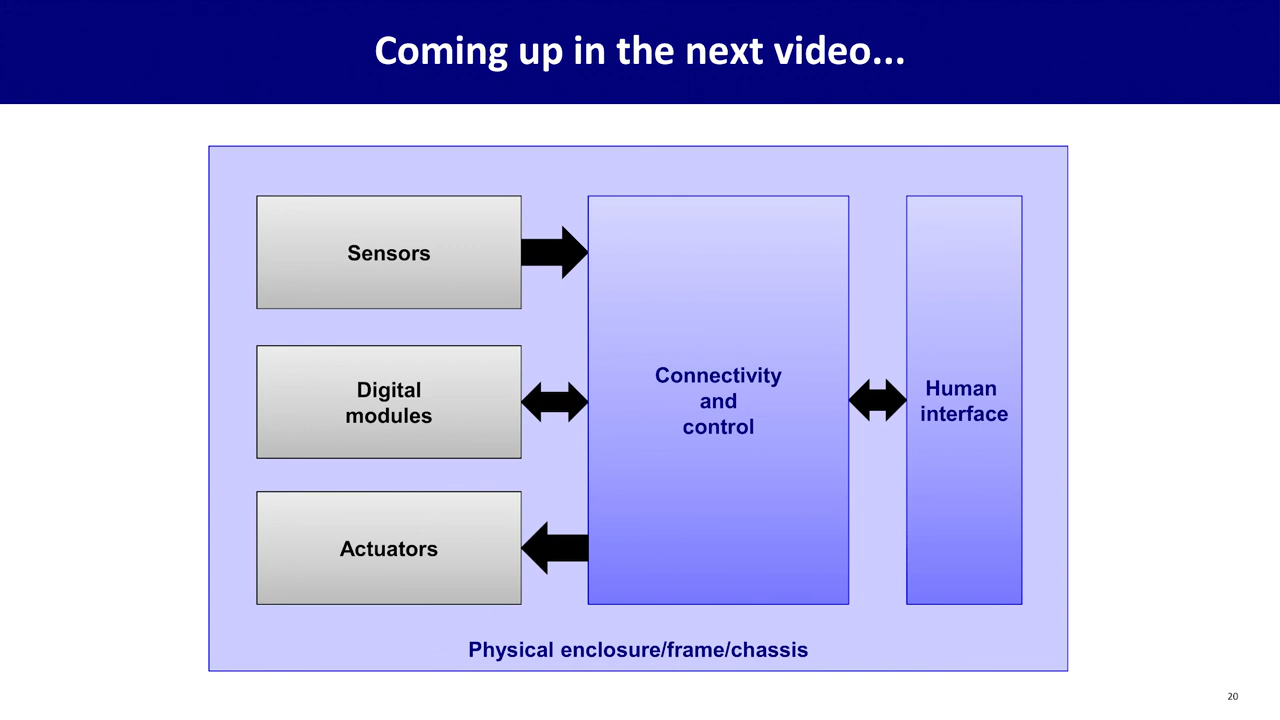 Coming up in the next video...
Sensors
Digital
modules
Actuators
Connectivity
and
control
Human
interface
Physical enclosure/frame/chassis
20